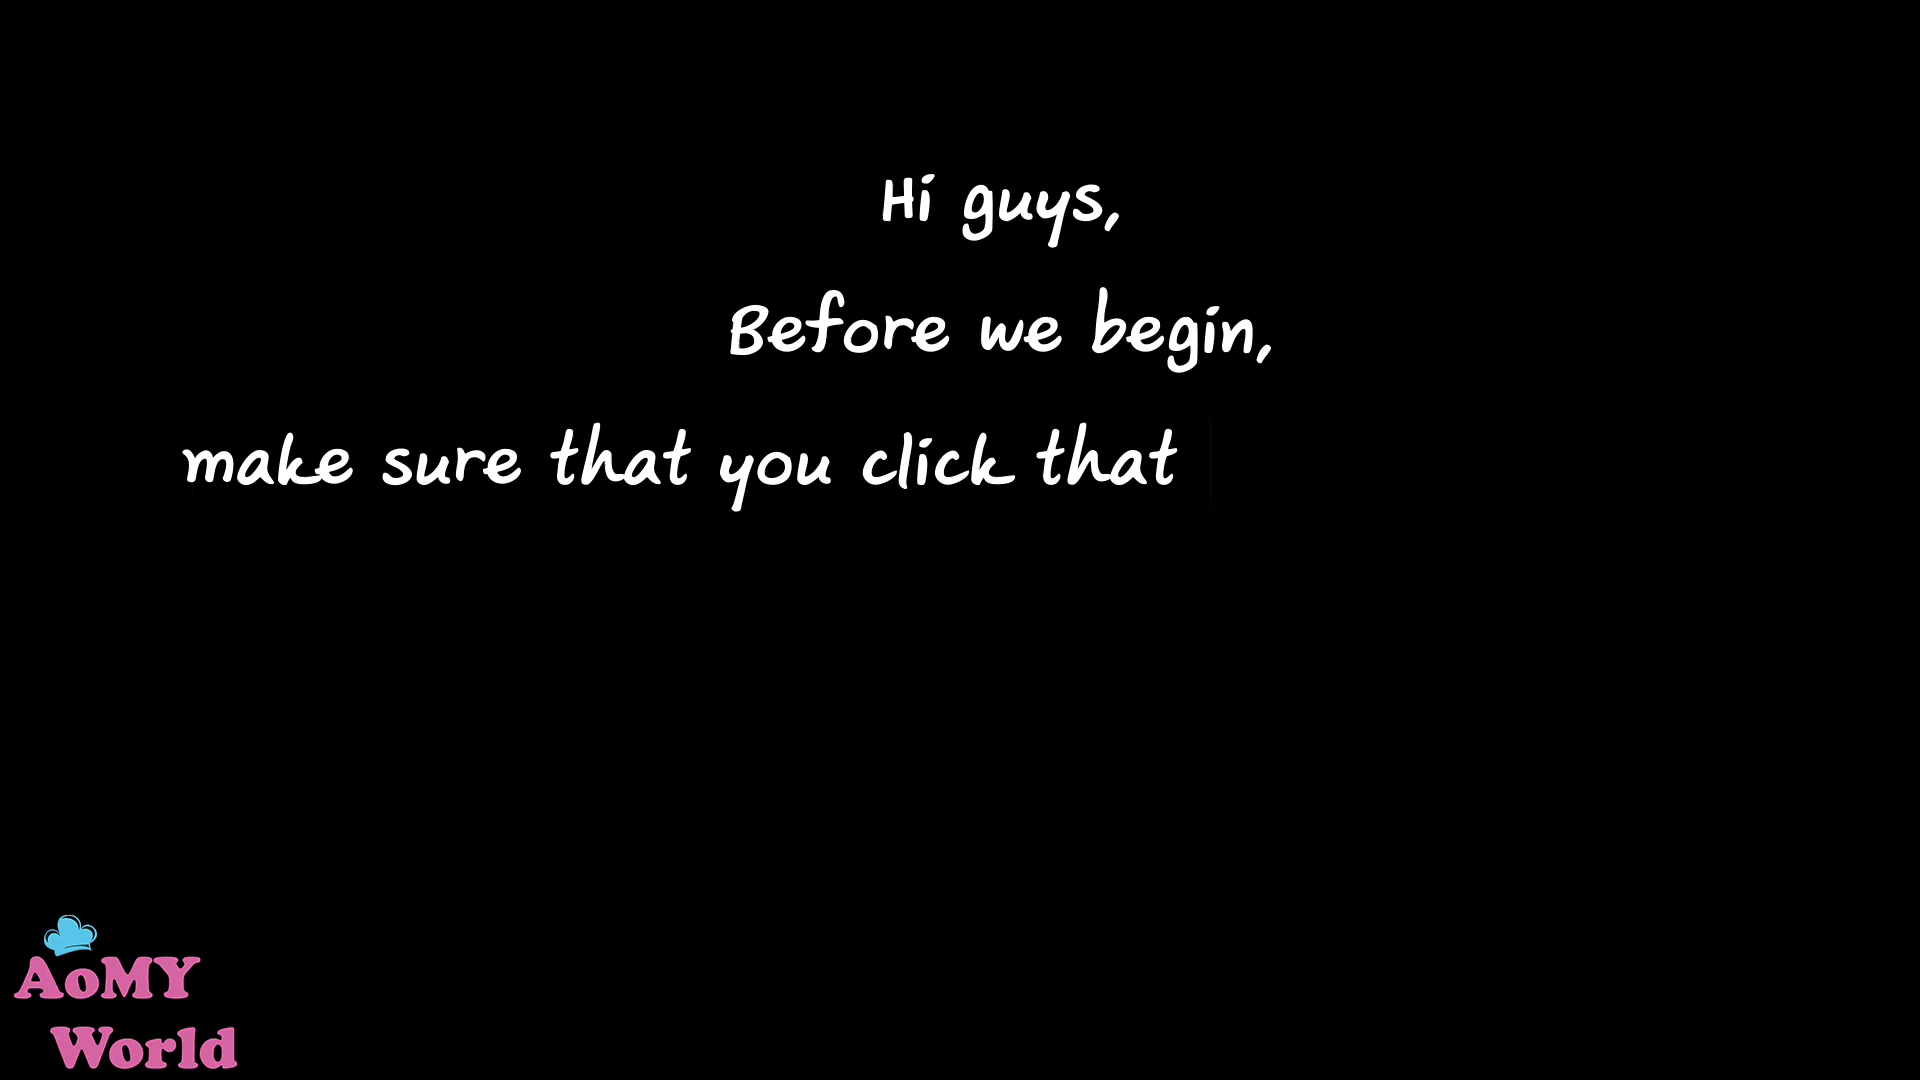 Hi guys,
Before we begin,
make sure that you click that
AoMY
World